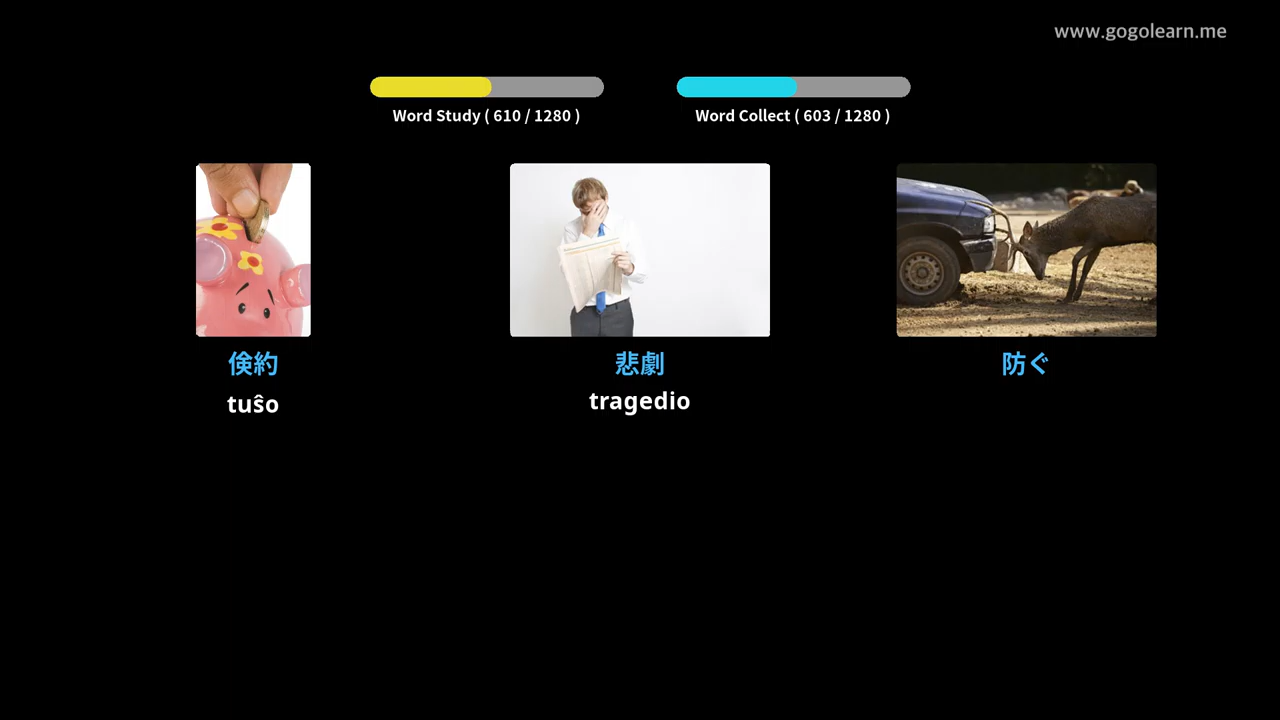 www.gogolearn.me
Word Study ( 610 / 1280 )
Word Collect ( 603 / 1280 )
倹約
tuŝo
悲劇
tragedio
防ぐ